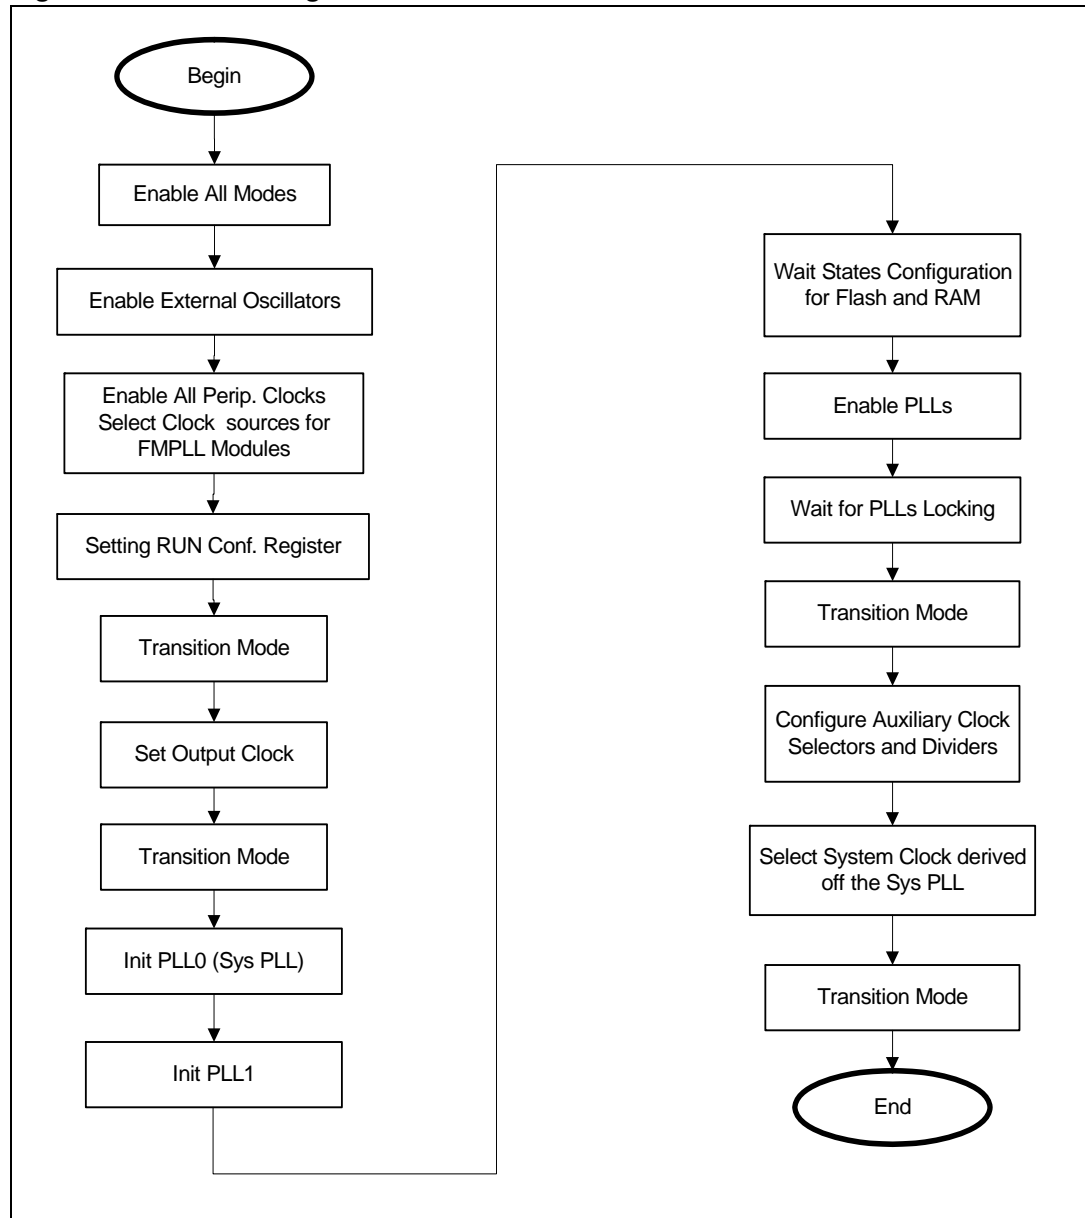 Begin
Enable All Modes
Enable External Oscillators
Enable All Perip. Clocks
Select Clock sources for
FMPLL Modules
Setting RUN Conf. Register
Transition Mode
Set Output Clock
Transition Mode
Init PLL0 (Sys PLL)
Init PLL1
Wait States Configuration
for Flash and RAM
Enable PLLs
Wait for PLLs Locking
Transition Mode
Configure Auxiliary Clock
Selectors and Dividers
Select System Clock derived
off the Sys PLL
Transition Mode
End